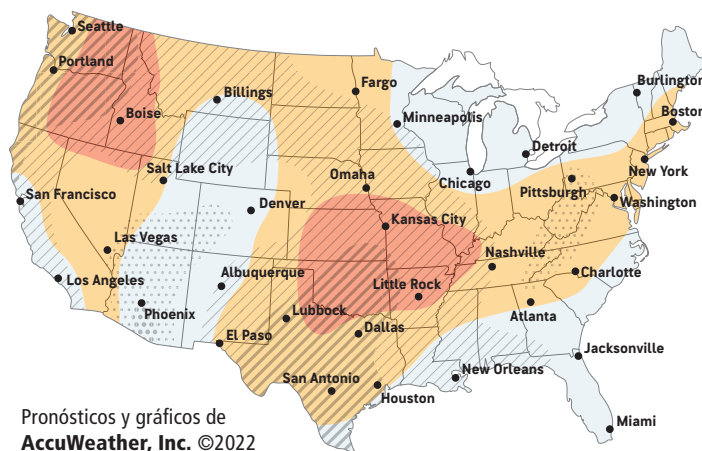 Seattle
Portland
Billings
Fargo
Burlington
Boise
Minneapolis
Boston
Detroit
Salt Lake City
Omaha
Chicago
New York
Pittsburgh
San Francisco
Washington
Denver
Kansas City
Las Vegas
Nashville
Los Angeles
Albuquerque
Little Rock
Charlotte
Phoenix
Lubbock
Atlanta
El Paso
Dallas
Jacksonville
San Antonio
New Orleans
Houston
Miami
Pronósticos y gráficos de
AccuWeather, Inc. ©2022